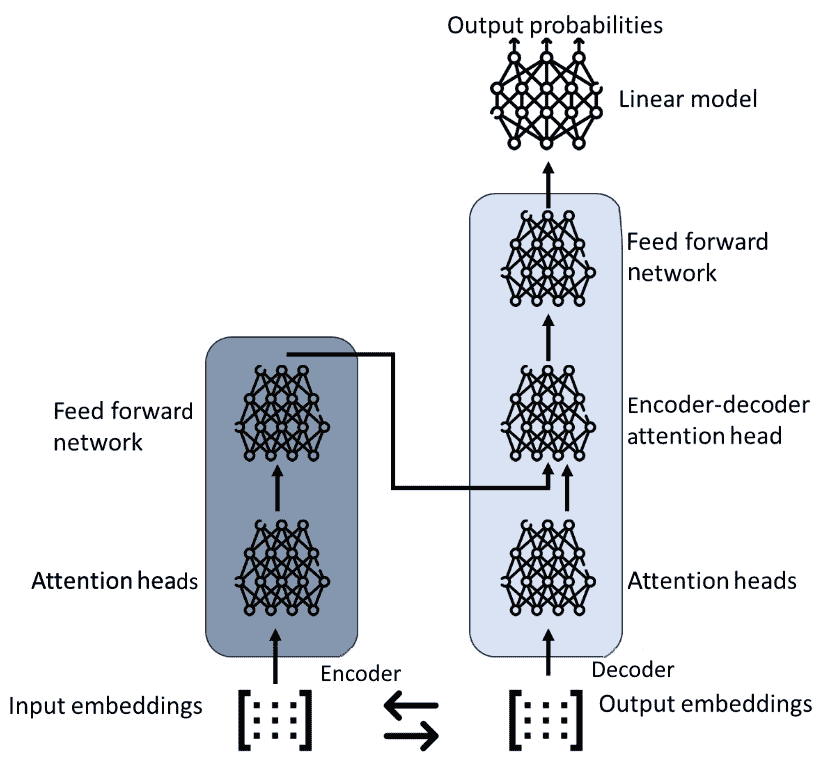 Output probabilities
Linear model
Feed forward
network
Encoder-decoder
attention head
Feed forward
network
Attention heads
Attention heads
Encoder
Decoder
Input embeddings
Output embeddings